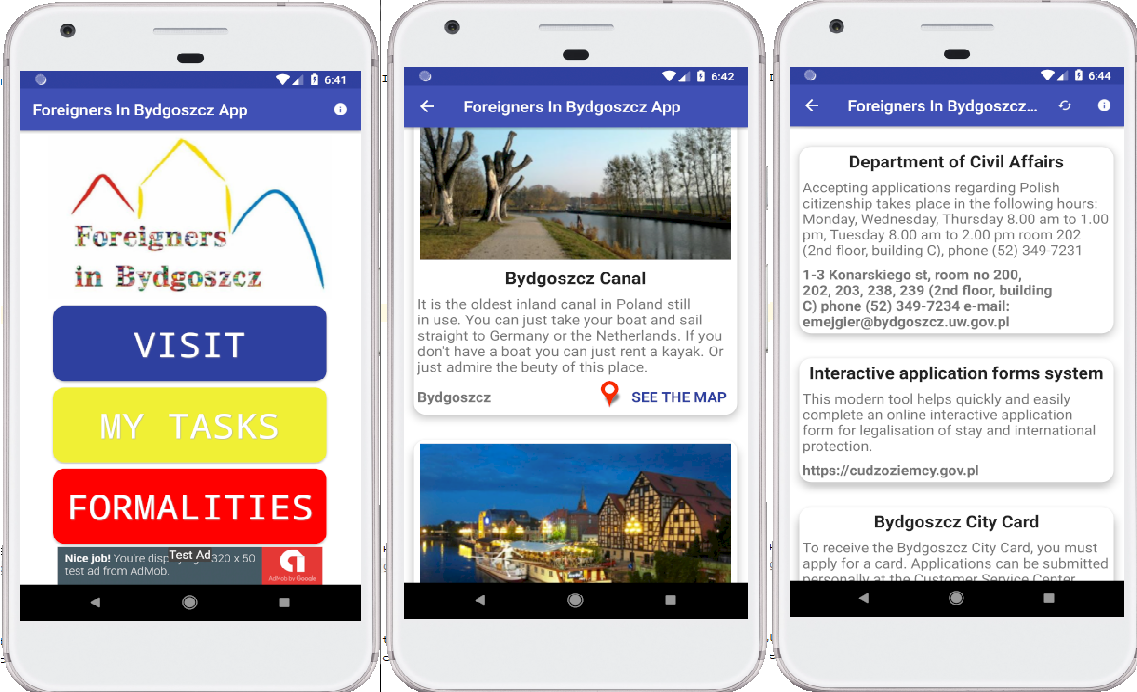 6:41
Foreigners In Bydgoszcz App
Foreigners
in Bydgoszcz
VISIT
MY TASKS
FORMALITIES
Nice job! You're disp 320 x 50
Test Ad
test ad from AdMob.
AdMob by Google
6:42
Foreigners In Bydgoszcz App
Bydgoszcz Canal
It is the oldest inland canal in Poland still
in use. You can just take your boat and sail
straight to Germany or the Netherlands. If you
don't have a boat you can just rent a kayak. Or
just admire the beuty of this place.
Bydgoszcz
SEE THE MAP
6:44
Foreigners In Bydgoszcz...
Department of Civil Affairs
Accepting applications regarding Polish
citizenship takes place in the following hours:
Monday, Wednesday, Thursday 8.00 am to 1.00
pm, Tuesday 8.00 am to 2.00 pm room 202
(2nd floor, building C), phone (52) 349-7231
1-3 Konarskiego st, room no 200,
202, 203, 238, 239 (2nd floor, building
C) phone (52) 349-7234 e-mail:
emejgler@bydgoszcz.uw.gov.pl
Interactive application forms system
This modern tool helps quickly and easily
complete an online interactive application
form for legalisation of stay and international
protection.
https://cudzoziemcy.gov.pl
Bydgoszcz City Card
To receive the Bydgoszcz City Card, you must
apply for a card. Applications can be submitted
personally at the Customer Service Center